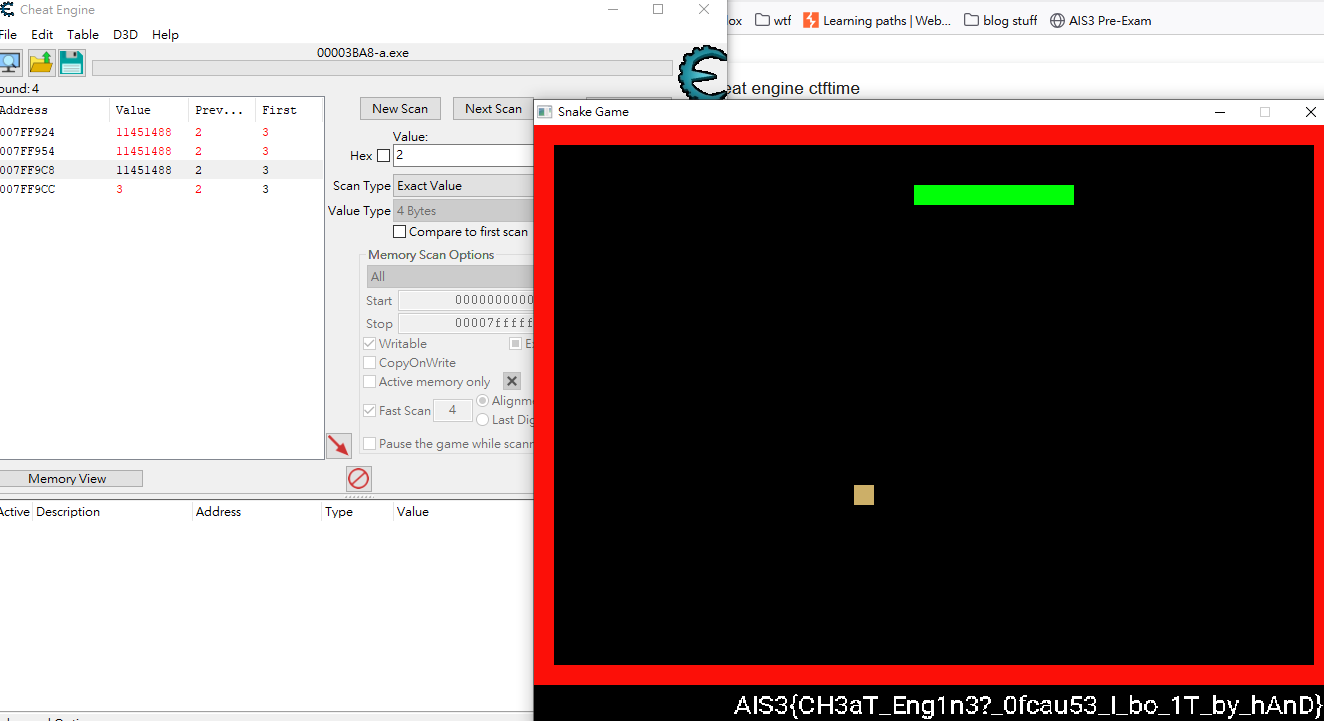 Cheat Engine
File Edit Table D3D Help
00003BA8-a.exe
ound: 4
Address Value Prev... First
007FF924 11451488 2 3
007FF954 11451488 2 3
007FF9C8 11451488 2 3
007FF9CC 3 2 3
New Scan Next Scan
Value:
Hex 2
Scan Type Exact Value
Value Type 4 Bytes
Compare to first scan
Memory Scan Options
All
Start 0000000000
Stop 00007fffff
Writable E
CopyOnWrite
Active memory only
Fast Scan 4 Alignm
Last Dig
Pause the game while scann
Memory View
Active Description Address Type Value
ox wtf Learning paths | Web... blog stuff AIS3 Pre-Exam
eat engine ctftime
Snake Game
AIS3{CH3aT_Eng1n3?_0fcau53_I_bo_1T_by_hAnD}